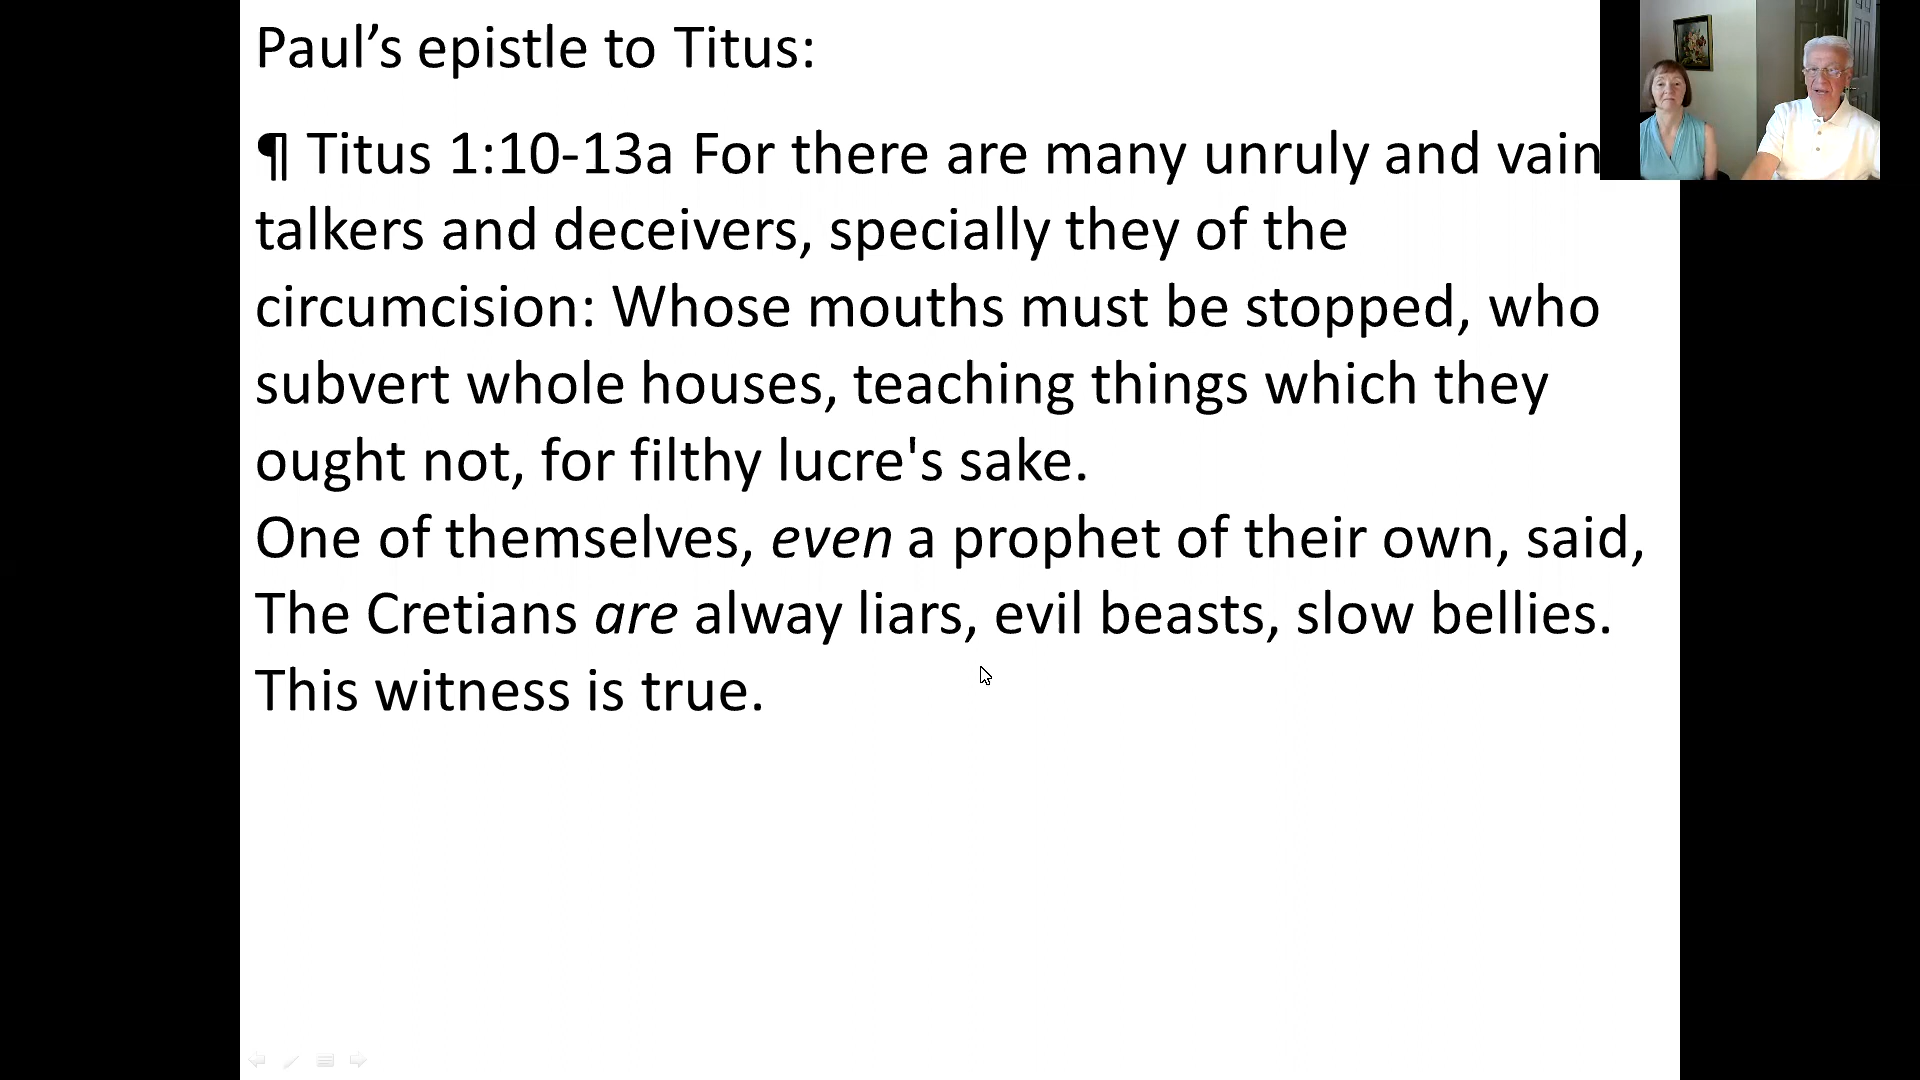 Paul’s epistle to Titus:
¶ Titus 1:10-13a For there are many unruly and vain
talkers and deceivers, specially they of the
circumcision: Whose mouths must be stopped, who
subvert whole houses, teaching things which they
ought not, for filthy lucre's sake.
One of themselves, even a prophet of their own, said,
The Cretians are alway liars, evil beasts, slow bellies.
This witness is true.